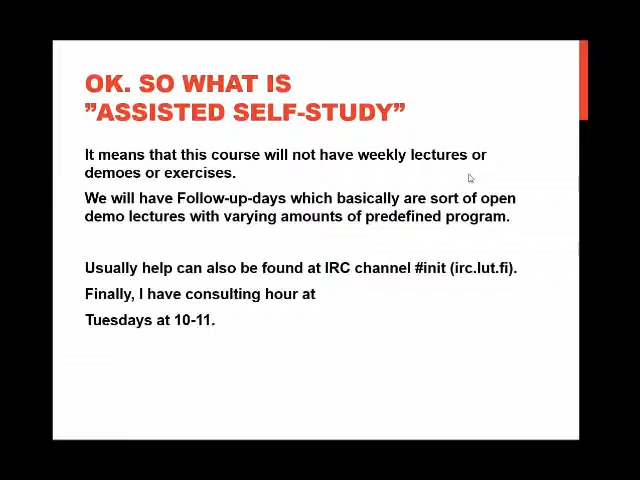 OK. SO WHAT IS
”ASSISTED SELF-STUDY”
It means that this course will not have weekly lectures or
demoes or exercises.
We will have Follow-up-days which basically are sort of open
demo lectures with varying amounts of predefined program.
Usually help can also be found at IRC channel #init (irc.lut.fi).
Finally, I have consulting hour at
Tuesdays at 10-11.